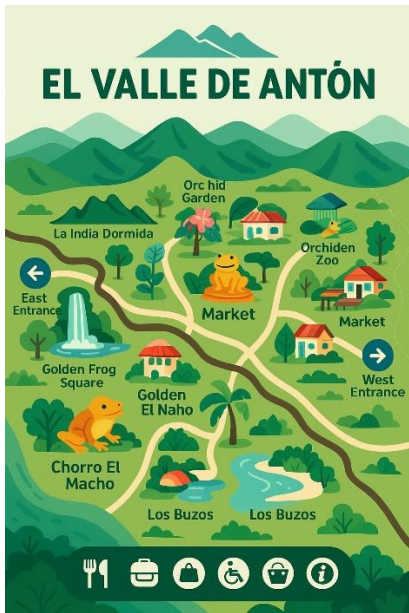 EL VALLE DE ANTÓN
Orc hid
Garden
La India Dormida
Orchiden
Zoo
East
Entrance
Market
Market
Golden Frog
Square
Golden
El Naho
West
Entrance
Chorro El
Macho
Los Buzos
Los Buzos
i